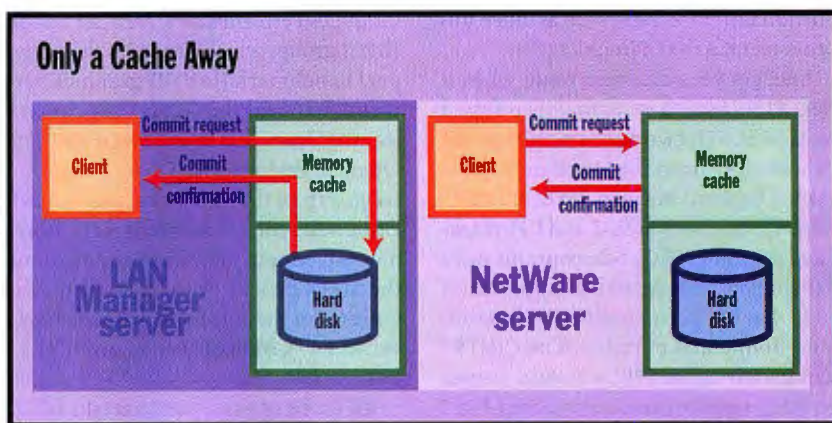 Only a Cache Away
Client
Commit request
Commit
confirmation
Memory
cache
LAN
Manager
server
Hard
disk
Client
Commit request
Commit
confirmation
Memory
cache
NetWare
server
Hard
disk